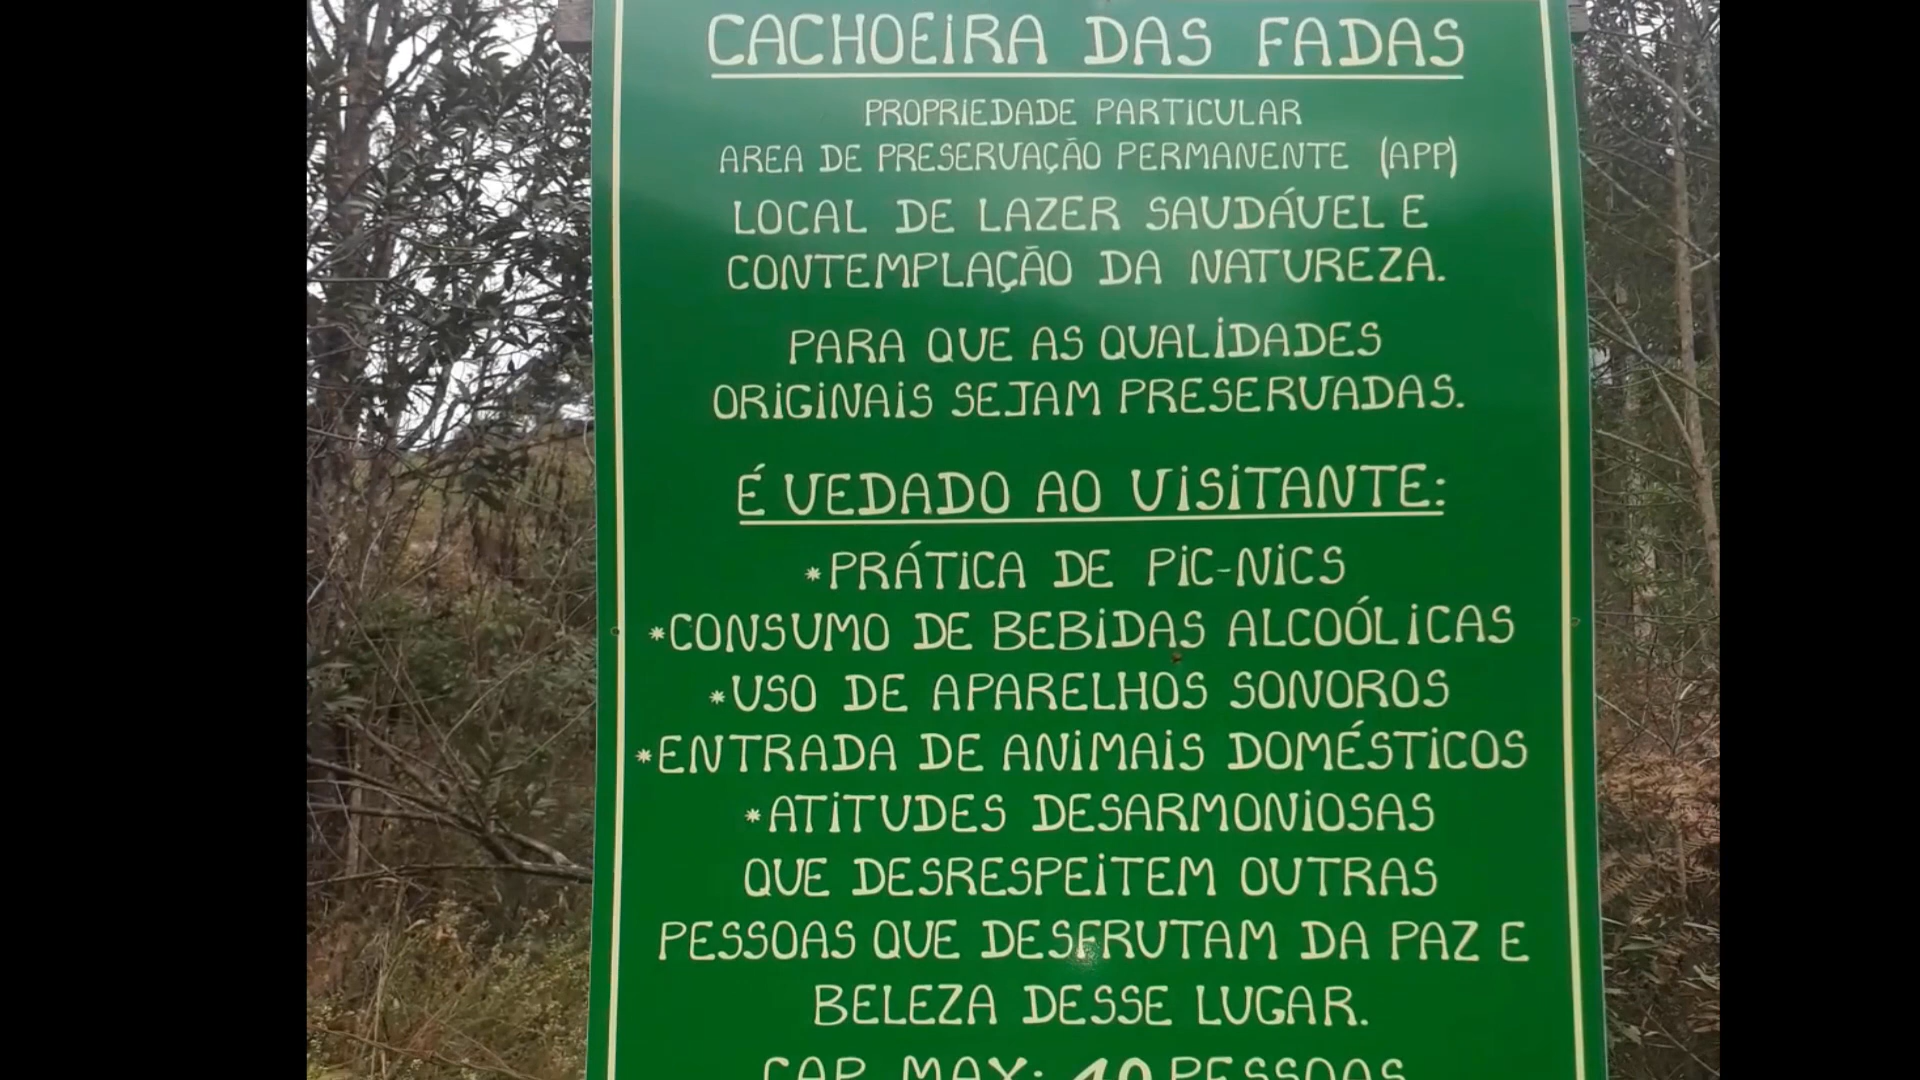 CACHOEIRA DAS FADAS
PROPRIEDADE PARTICULAR
AREA DE PRESERVAÇÃO PERMANENTE (APP)
LOCAL DE LAZER SAUDÁVEL E
CONTEMPLAÇÃO DA NATUREZA.
PARA QUE AS QUALIDADES
ORIGINAIS SEJAM PRESERVADAS.
É VEDADO AO VISITANTE:
*PRÁTICA DE PIC-NICS
*CONSUMO DE BEBIDAS ALCOÓLICAS
*USO DE APARELHOS SONOROS
*ENTRADA DE ANIMAIS DOMÉSTICOS
*ATITUDES DESARMONIOSAS
QUE DESRESPEITEM OUTRAS
PESSOAS QUE DESFRUTAM DA PAZ E
BELEZA DESSE LUGAR.
CAP. MAX: PESSOAS